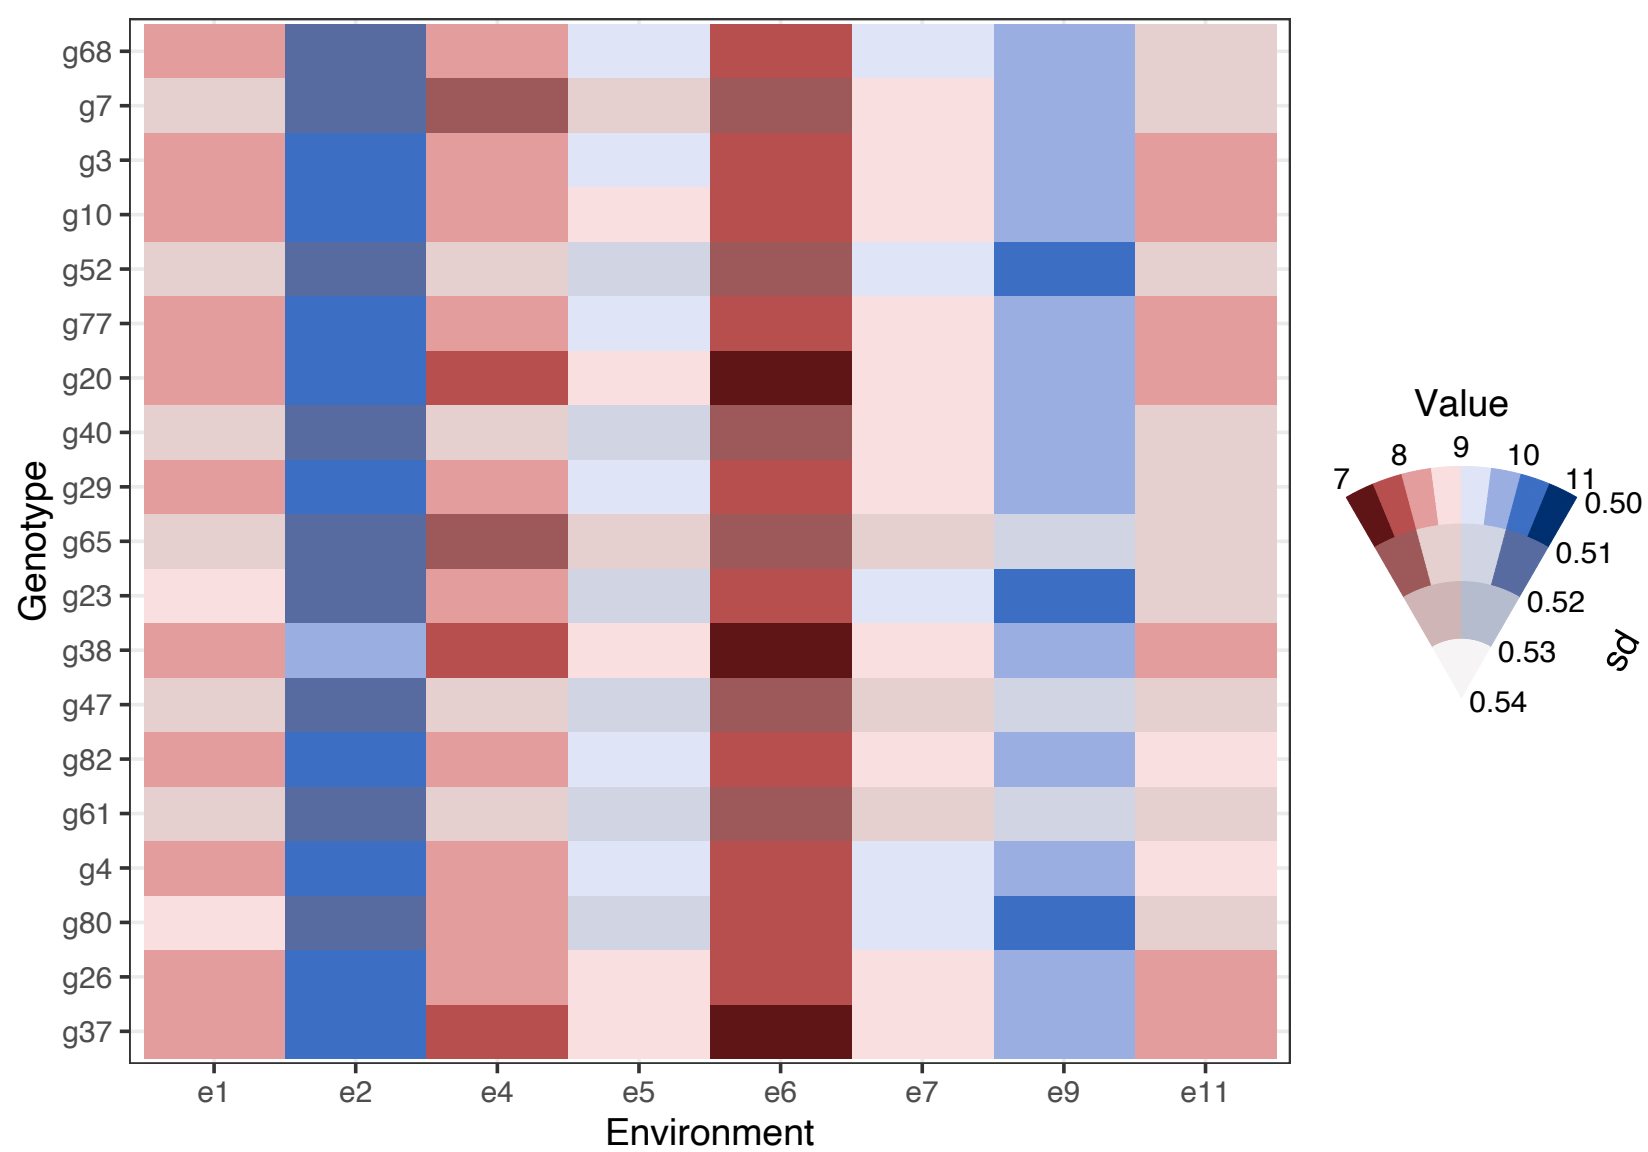 Genotype
g68
g7
g3
g10
g52
g77
g20
g40
g29
g65
g23
g38
g47
g82
g61
g4
g80
g26
g37
e1 e2 e4 e5 e6 e7 e9 e11
Environment
Value
7 8 9 10 11
0.50
0.51
0.52
0.53
0.54
sd